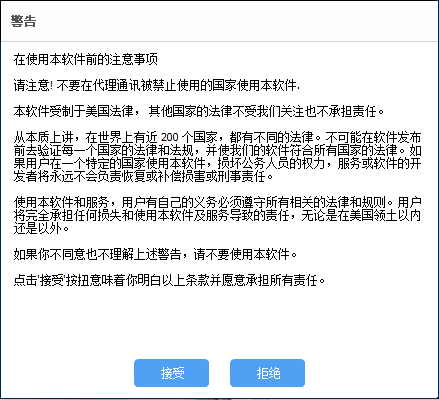 警告
在使用本软件前的注意事项
请注意! 不要在代理通讯被禁止使用的国家使用本软件.
本软件受制于美国法律， 其他国家的法律不受我们关注也不承担责任。
从本质上讲，在世界上有近 200 个国家，都有不同的法律。不可能在软件发布
前去验证每一个国家的法律和法规，并使我们的软件符合所有国家的法律。如
果用户在一个特定的国家使用本软件，损坏公务人员的权力，服务或软件的开
发者将永远不会负责恢复或补偿损害或刑事责任。
使用本软件和服务，用户有自己的义务必须遵守所有相关的法律和规则。用户
将完全承担任何损失和使用本软件及服务导致的责任，无论是在美国领土以内
还是以外。
如果你不同意也不理解上述警告，请不要使用本软件。
点击'接受'按扭意味着你明白以上条款并愿意承担所有责任。
接受
拒绝